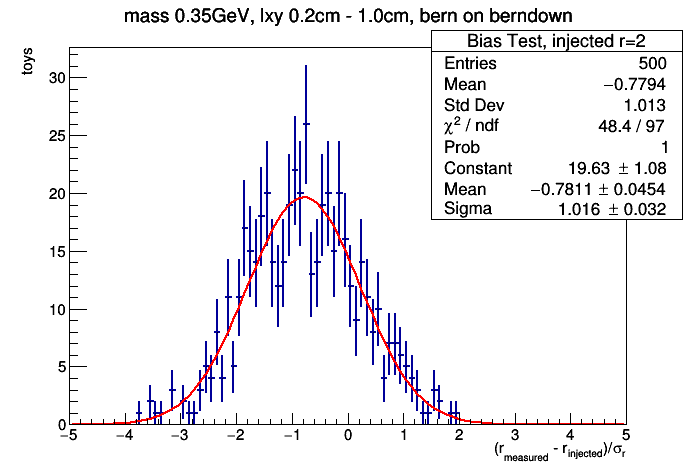 mass 0.35GeV, lxy 0.2cm - 1.0cm, bern on berndown
Bias Test, injected r=2
Entries 500
Mean −0.7794
Std Dev 1.013
χ² / ndf 48.4 / 97
Prob 1
Constant 19.63 ± 1.08
Mean −0.7811 ± 0.0454
Sigma 1.016 ± 0.032
toys
30
25
20
15
10
5
0
−5 −4 −3 −2 −1 0 1 2 3 4 5
(r_measured - r_injected)/σ_r